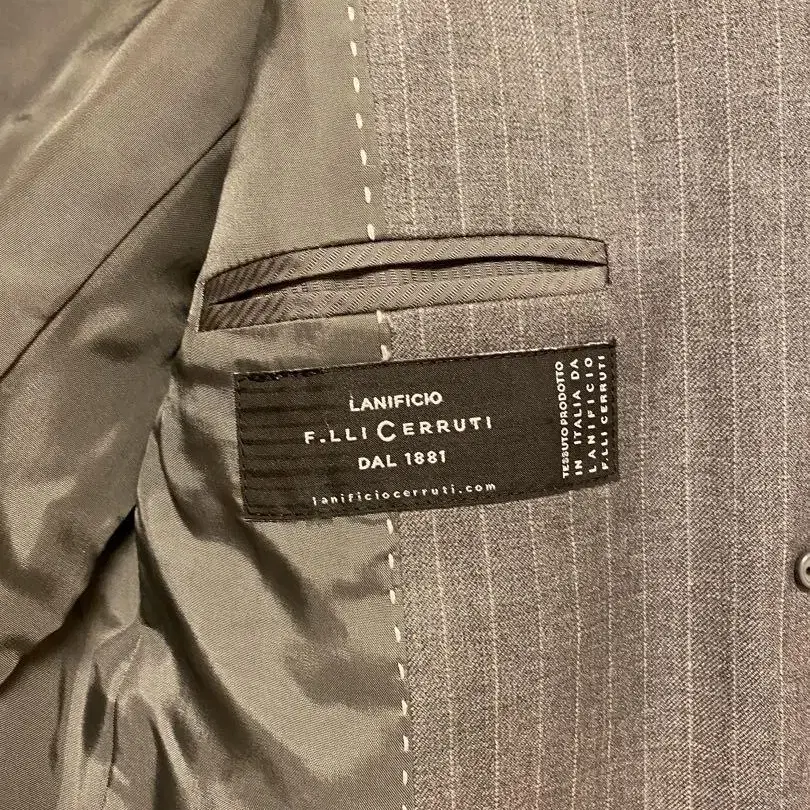 LANIFICIO
F.LLI CERRUTI
DAL 1881
lanificiocerruti.com
TESSUTO PRODOTTO
IN ITALIA DA
LANIFICIO
F.LLI CERRUTI